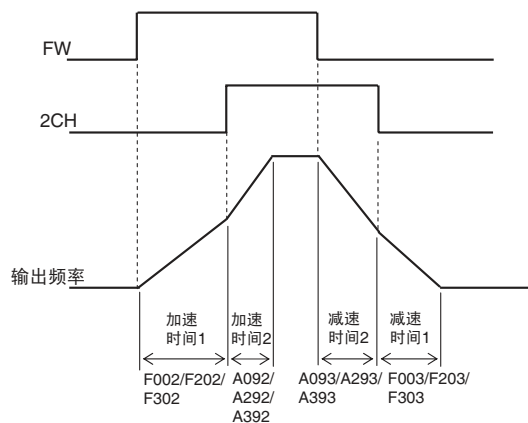 FW
2CH
输出频率
加速
时间1
加速
时间2
减速
时间2
减速
时间1
F002/F202/
F302
A092/
A292/
A392
A093/A293/
A393
F003/F203/
F303